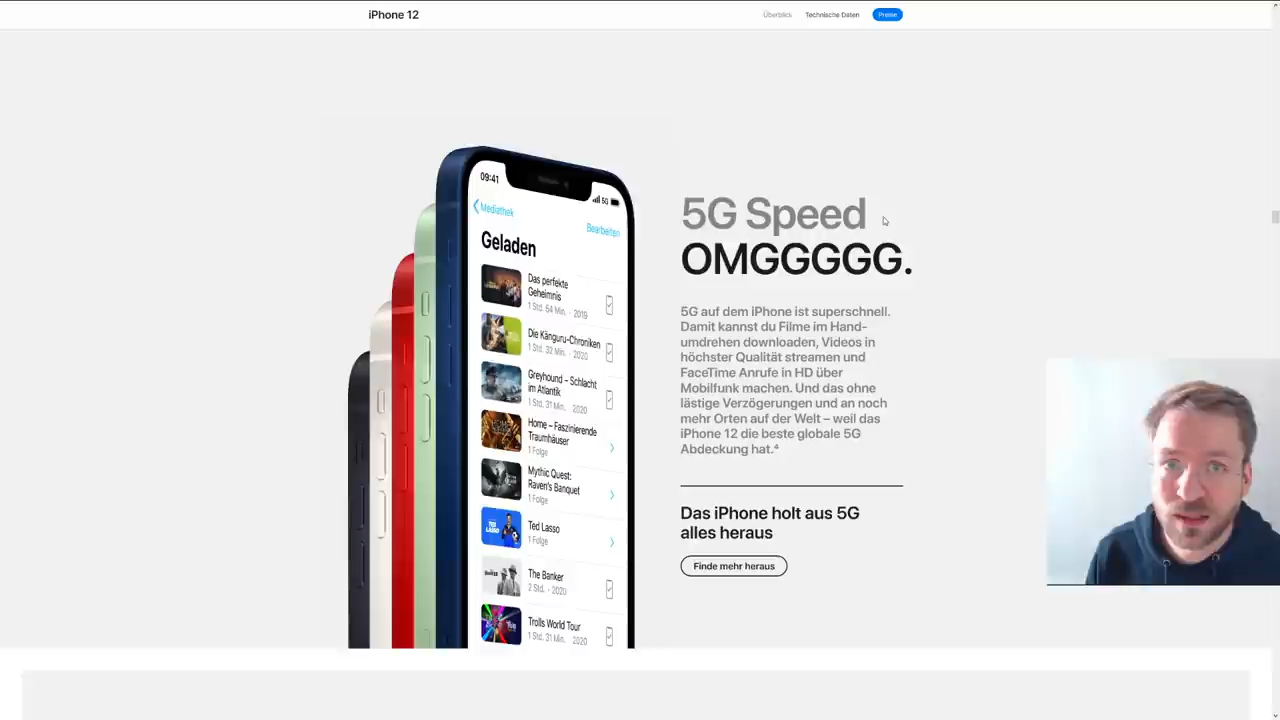 iPhone 12
Überblick
Technische Daten
Preise
09:41
5G
Mediathek
Bearbeiten
Geladen
Das perfekte
Geheimnis
1 Std. 54 Min. · 2019
Die Känguru-Chroniken
1 Std. 32 Min. · 2020
Greyhound – Schlacht
im Atlantik
1 Std. 31 Min. 2020
Home – Faszinierende
Traumhäuser
1 Folge
Mythic Quest:
Raven's Banquet
1 Folge
TED
LASSO
Ted Lasso
1 Folge
The Banker
2 Std. · 2020
Trolls World Tour
1 Std. 31 Min. 2020
5G Speed
OMGGGGG.
5G auf dem iPhone ist superschnell.
Damit kannst du Filme im Hand-
umdrehen downloaden, Videos in
höchster Qualität streamen und
FaceTime Anrufe in HD über
Mobilfunk machen. Und das ohne
lästige Verzögerungen und an noch
mehr Orten auf der Welt – weil das
iPhone 12 die beste globale 5G
Abdeckung hat.⁴
Das iPhone holt aus 5G
alles heraus
Finde mehr heraus